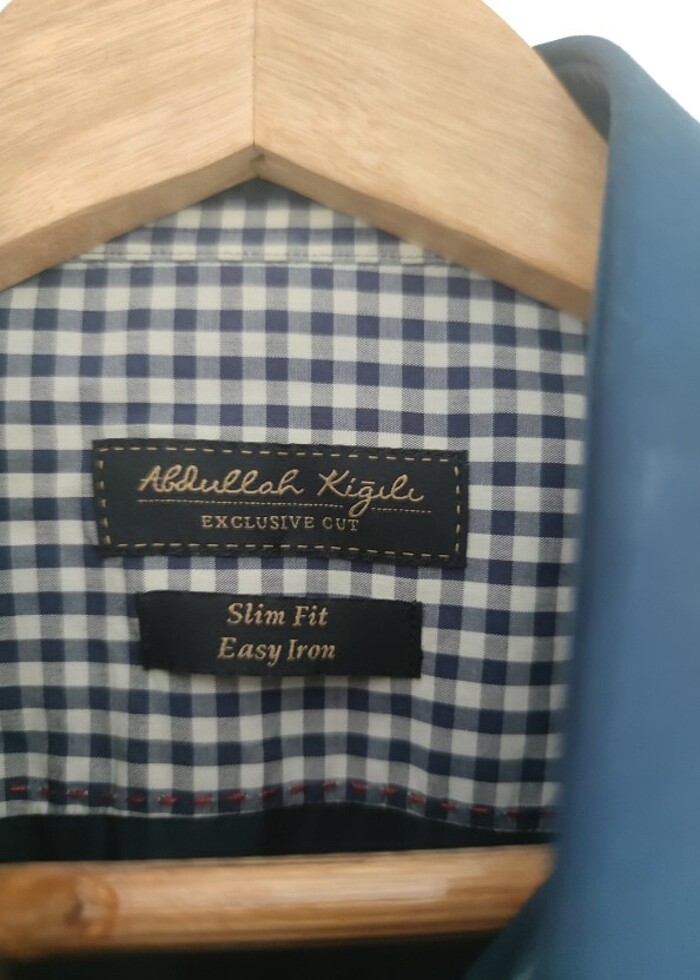 Abdullah Kiğılı
EXCLUSIVE CUT
Slim Fit
Easy Iron